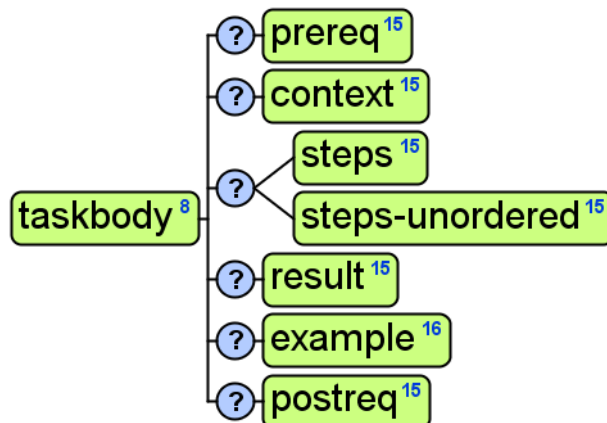 ? prereq 15
? context 15
steps 15
?
taskbody 8
steps-unordered 15
? result 15
? example 16
? postreq 15